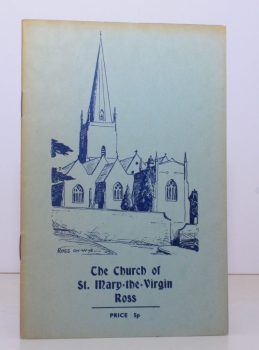 ROSS ON WYE
The Church of
St. Mary-the-Virgin
Ross
PRICE 5p